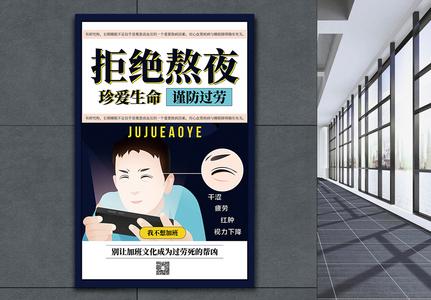 拒绝熬夜
珍爱生命 谨防过劳
JUJUEAOYE
干涩
疲劳
红肿
视力下降
我不想加班
别让加班文化成为过劳死的帮凶